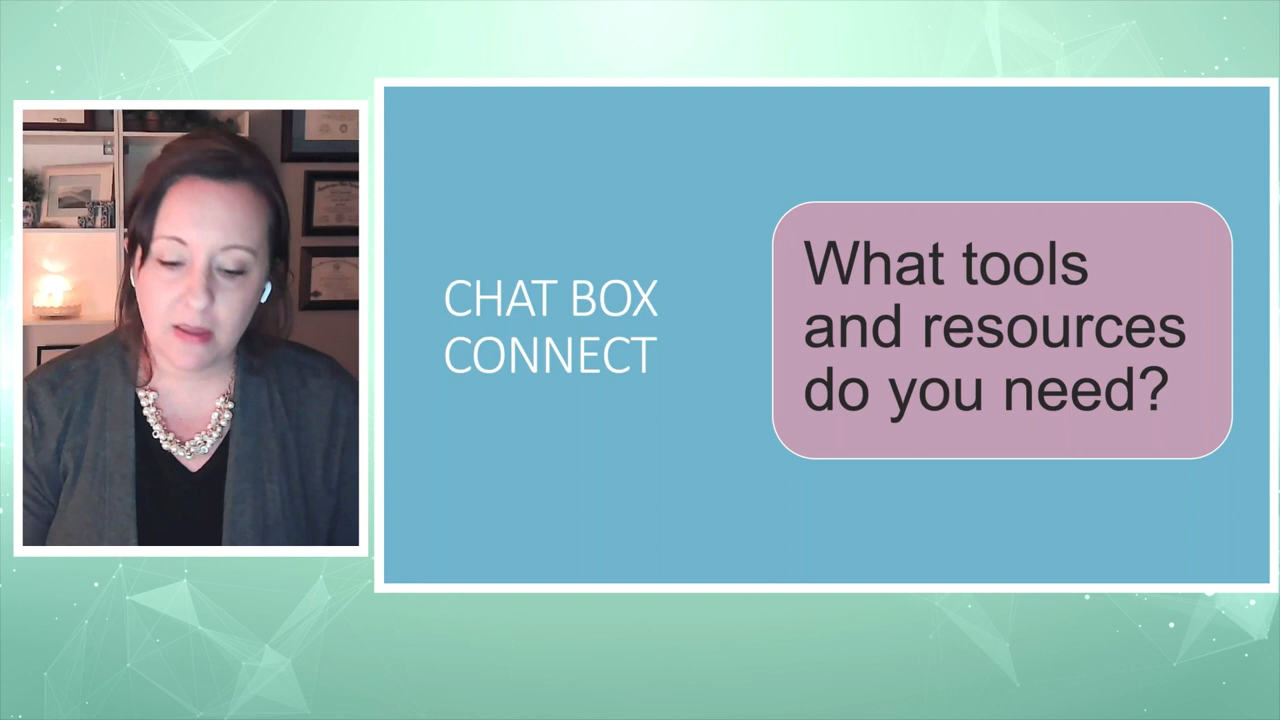 CHAT BOX
CONNECT
What tools
and resources
do you need?